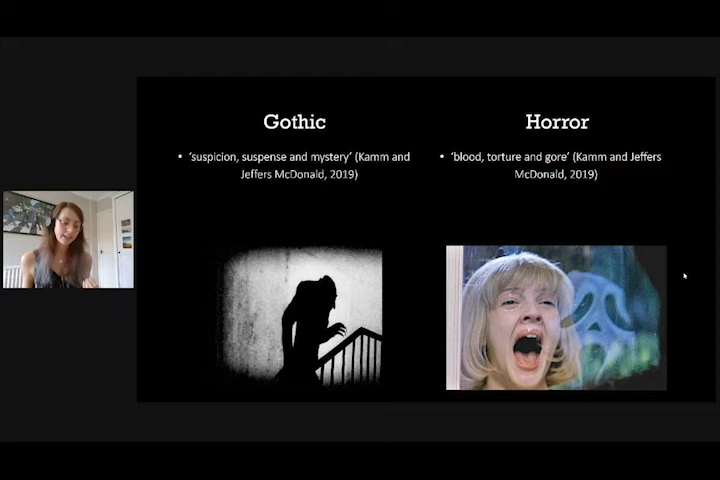 Gothic
• 'suspicion, suspense and mystery' (Kamm and
Jeffers McDonald, 2019)
Horror
• 'blood, torture and gore' (Kamm and Jeffers
McDonald, 2019)